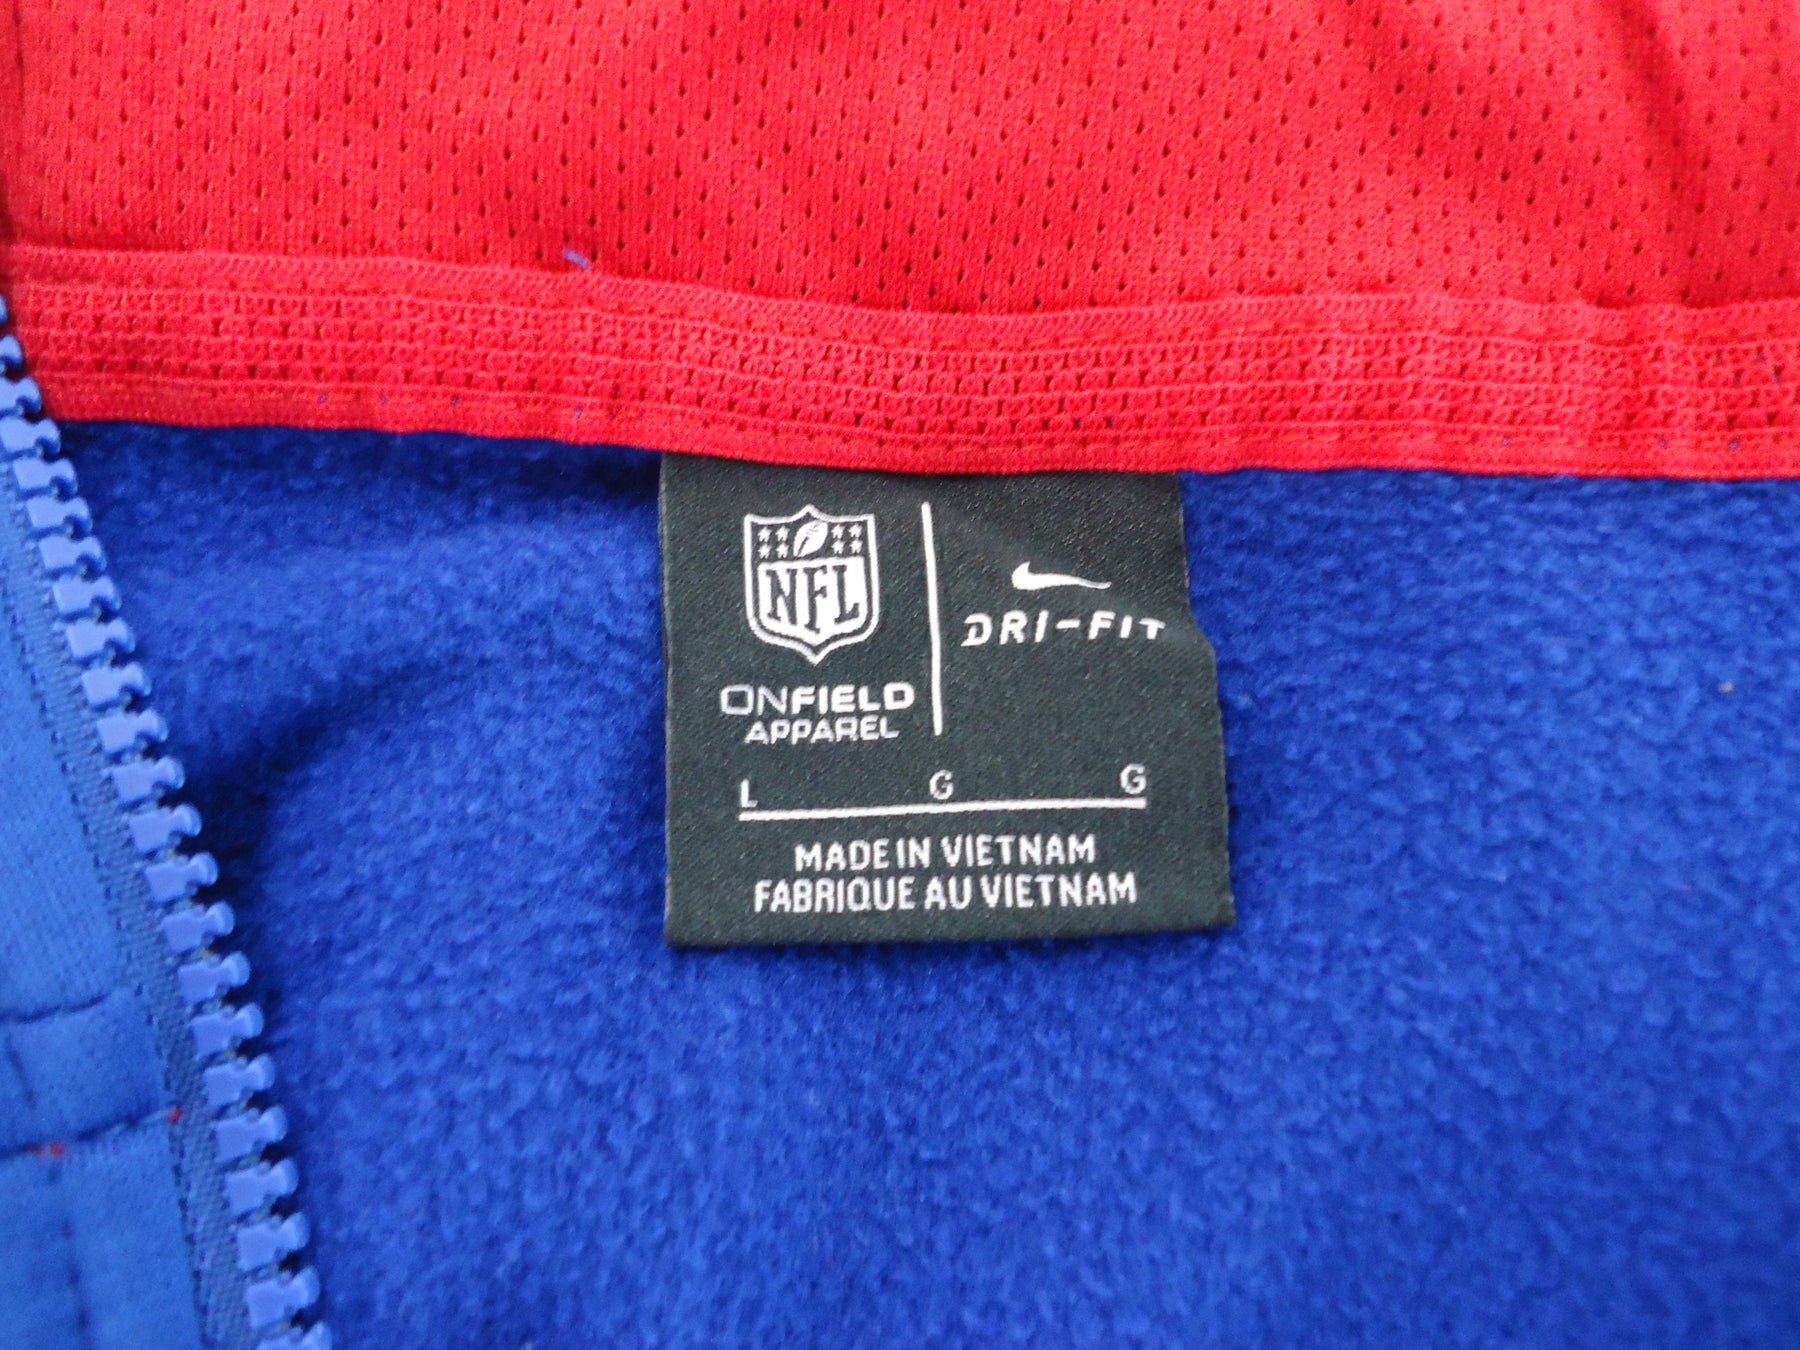 NFL
ONFIELD
APPAREL
DRI-FIT
L G G
MADE IN VIETNAM
FABRIQUE AU VIETNAM